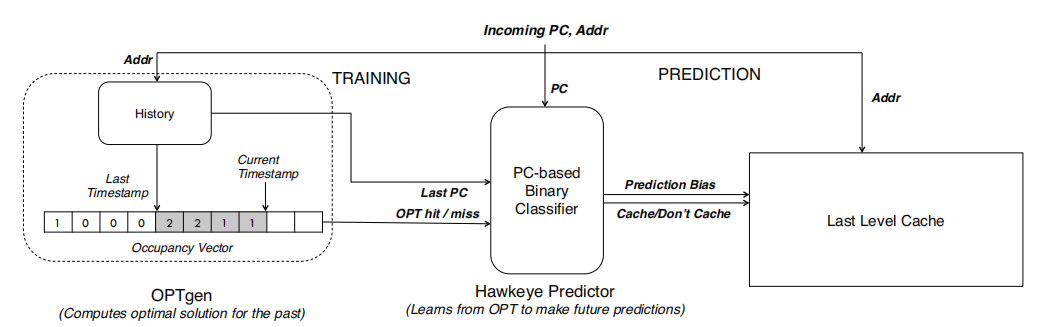 Incoming PC, Addr
Addr
TRAINING
PREDICTION
PC
Addr
History
Last
Timestamp
Current
Timestamp
PC-based
Binary
Classifier
Last PC
OPT hit / miss
Prediction Bias
Cache/Don't Cache
Last Level Cache
1 0 0 0 2 2 1 1
Occupancy Vector
OPTgen
(Computes optimal solution for the past)
Hawkeye Predictor
(Learns from OPT to make future predictions)